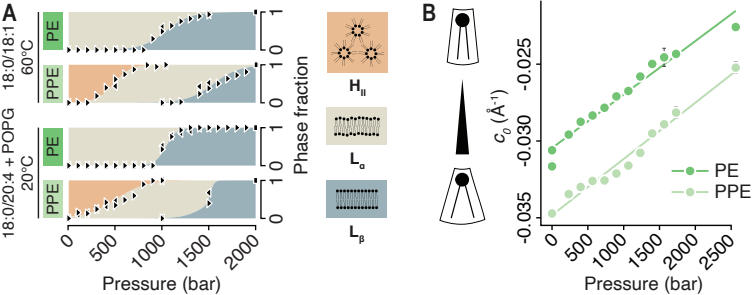 A
18:0/18:1
60°C
PE
PPE
18:0/20:4 + POPG
20°C
PE
PPE
1
0
1
0
1
0
1
0
Phase fraction
0
500
1000
1500
2000
Pressure (bar)
HII
Lα
Lβ
B
c0 (Å-1)
-0.025
-0.030
-0.035
PE
PPE
0
500
1000
1500
2000
2500
Pressure (bar)